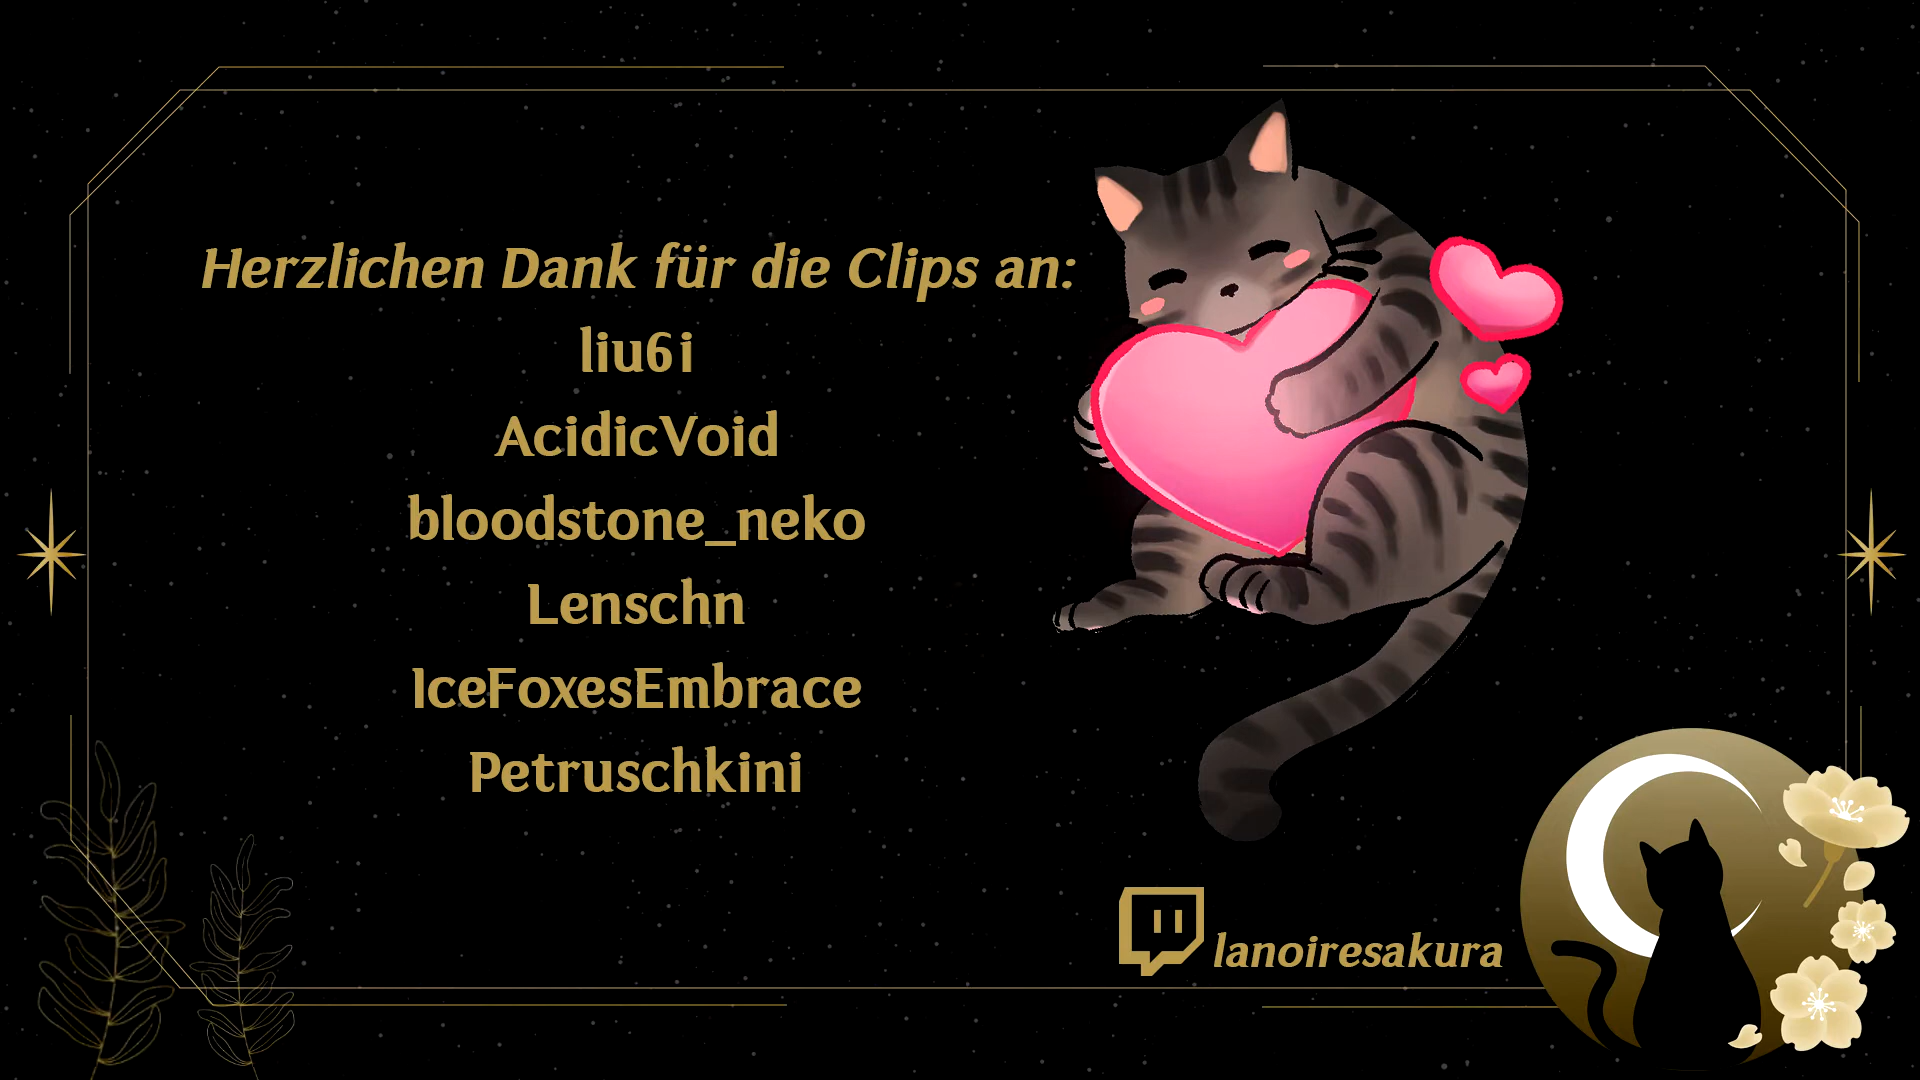 Herzlichen Dank für die Clips an:
liu6i
AcidicVoid
bloodstone_neko
Lenschn
IceFoxesEmbrace
Petruschkini
lanoiresakura